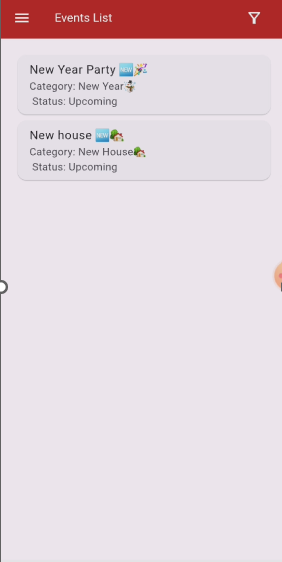 Events List
New Year Party 🆕🎉
Category: New Year⛄
Status: Upcoming
New house 🆕🏡
Category: New House🏡
Status: Upcoming